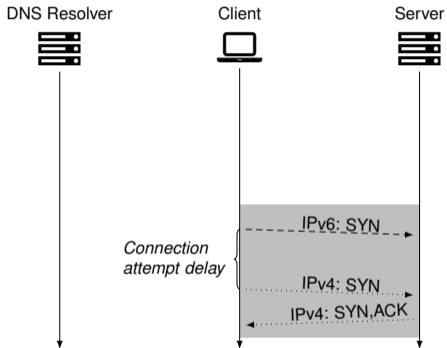 DNS Resolver
Client
Server
IPv6: SYN
Connection
attempt delay
IPv4: SYN
IPv4: SYN,ACK